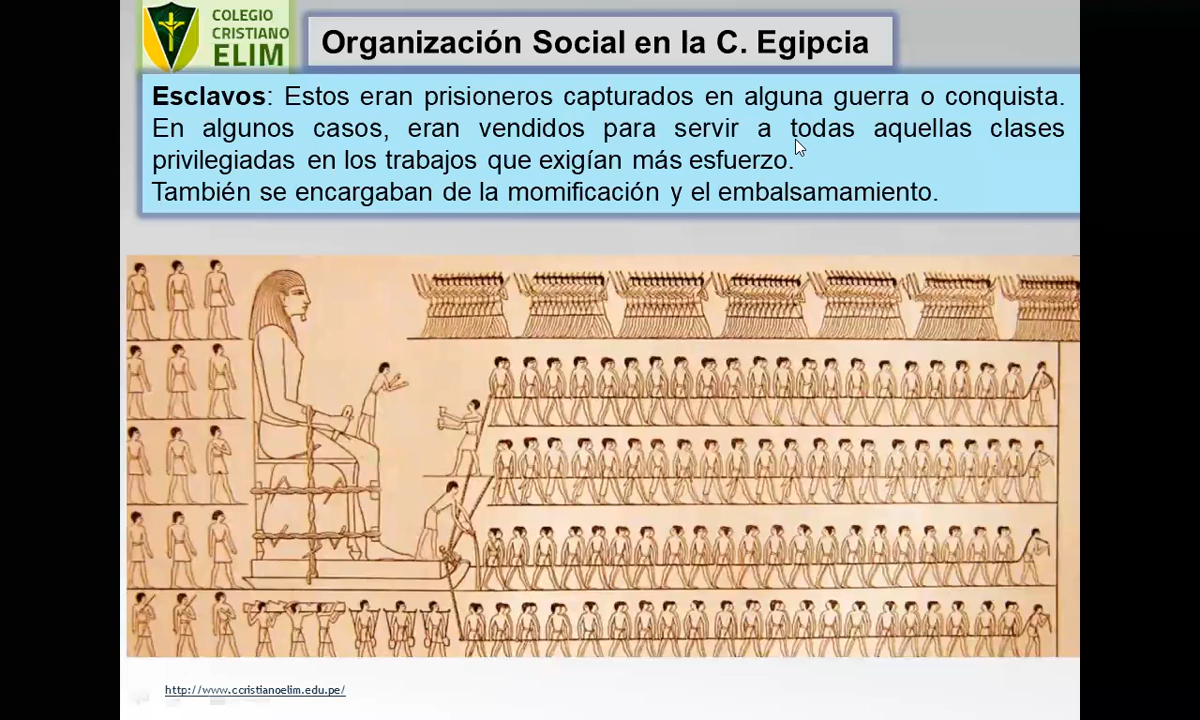 COLEGIO
CRISTIANO
ELIM
Organización Social en la C. Egipcia
Esclavos: Estos eran prisioneros capturados en alguna guerra o conquista.
En algunos casos, eran vendidos para servir a todas aquellas clases
privilegiadas en los trabajos que exigían más esfuerzo.
También se encargaban de la momificación y el embalsamamiento.
http://www.ccristianoelim.edu.pe/